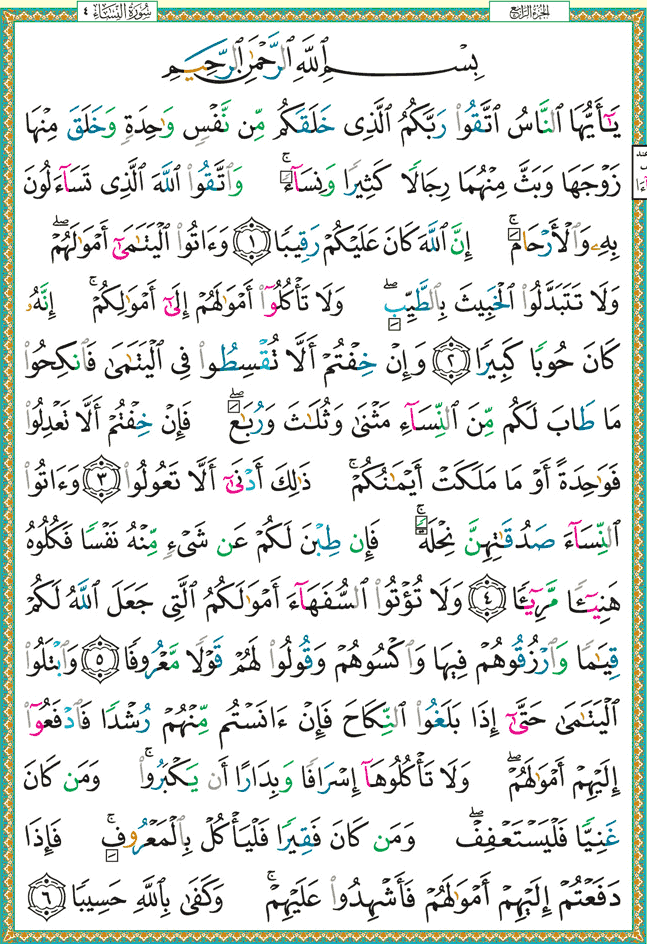 سُورَةُ النِّسَاءِ ٤
الجزء الرابع
بِسْمِ ٱللَّهِ ٱلرَّحْمَٰنِ ٱلرَّحِيمِ
يَٰٓأَيُّهَا ٱلنَّاسُ ٱتَّقُوا۟ رَبَّكُمُ ٱلَّذِى خَلَقَكُم مِّن نَّفْسٍ وَٰحِدَةٍ وَخَلَقَ مِنْهَا
زَوْجَهَا وَبَثَّ مِنْهُمَا رِجَالًا كَثِيرًا وَنِسَآءً ۚ وَٱتَّقُوا۟ ٱللَّهَ ٱلَّذِى تَسَآءَلُونَ
بِهِۦ وَٱلْأَرْحَامَ ۚ إِنَّ ٱللَّهَ كَانَ عَلَيْكُمْ رَقِيبًا ١ وَءَاتُوا۟ ٱلْيَتَٰمَىٰٓ أَمْوَٰلَهُمْ ۖ
وَلَا تَتَبَدَّلُوا۟ ٱلْخَبِيثَ بِٱلطَّيِّبِ ۖ وَلَا تَأْكُلُوٓا۟ أَمْوَٰلَهُمْ إِلَىٰٓ أَمْوَٰلِكُمْ ۚ إِنَّهُۥ
كَانَ حُوبًا كَبِيرًا ٢ وَإِنْ خِفْتُمْ أَلَّا تُقْسِطُوا۟ فِى ٱلْيَتَٰمَىٰ فَٱنكِحُوا۟
مَا طَابَ لَكُم مِّنَ ٱلنِّسَآءِ مَثْنَىٰ وَثُلَٰثَ وَرُبَٰعَ ۖ فَإِنْ خِفْتُمْ أَلَّا تَعْدِلُوا۟
فَوَٰحِدَةً أَوْ مَا مَلَكَتْ أَيْمَٰنُكُمْ ۚ ذَٰلِكَ أَدْنَىٰٓ أَلَّا تَعُولُوا۟ ٣ وَءَاتُوا۟
ٱلنِّسَآءَ صَدُقَٰتِهِنَّ نِحْلَةً ۚ فَإِن طِبْنَ لَكُمْ عَن شَىْءٍ مِّنْهُ نَفْسًا فَكُلُوهُ
هَنِيٓـًٔا مَّرِيٓـًٔا ٤ وَلَا تُؤْتُوا۟ ٱلسُّفَهَآءَ أَمْوَٰلَكُمُ ٱلَّتِى جَعَلَ ٱللَّهُ لَكُمْ
قِيَٰمًا وَٱرْزُقُوهُمْ فِيهَا وَٱكْسُوهُمْ وَقُولُوا۟ لَهُمْ قَوْلًا مَّعْرُوفًا ٥ وَٱبْتَلُوا۟
ٱلْيَتَٰمَىٰ حَتَّىٰٓ إِذَا بَلَغُوا۟ ٱلنِّكَاحَ فَإِنْ ءَانَسْتُم مِّنْهُمْ رُشْدًا فَٱدْفَعُوٓا۟
إِلَيْهِمْ أَمْوَٰلَهُمْ ۖ وَلَا تَأْكُلُوهَآ إِسْرَافًا وَبِدَارًا أَن يَكْبَرُوا۟ ۚ وَمَن كَانَ
غَنِيًّا فَلْيَسْتَعْفِفْ ۖ وَمَن كَانَ فَقِيرًا فَلْيَأْكُلْ بِٱلْمَعْرُوفِ ۚ فَإِذَا
دَفَعْتُمْ إِلَيْهِمْ أَمْوَٰلَهُمْ فَأَشْهِدُوا۟ عَلَيْهِمْ ۚ وَكَفَىٰ بِٱللَّهِ حَسِيبًا ٦